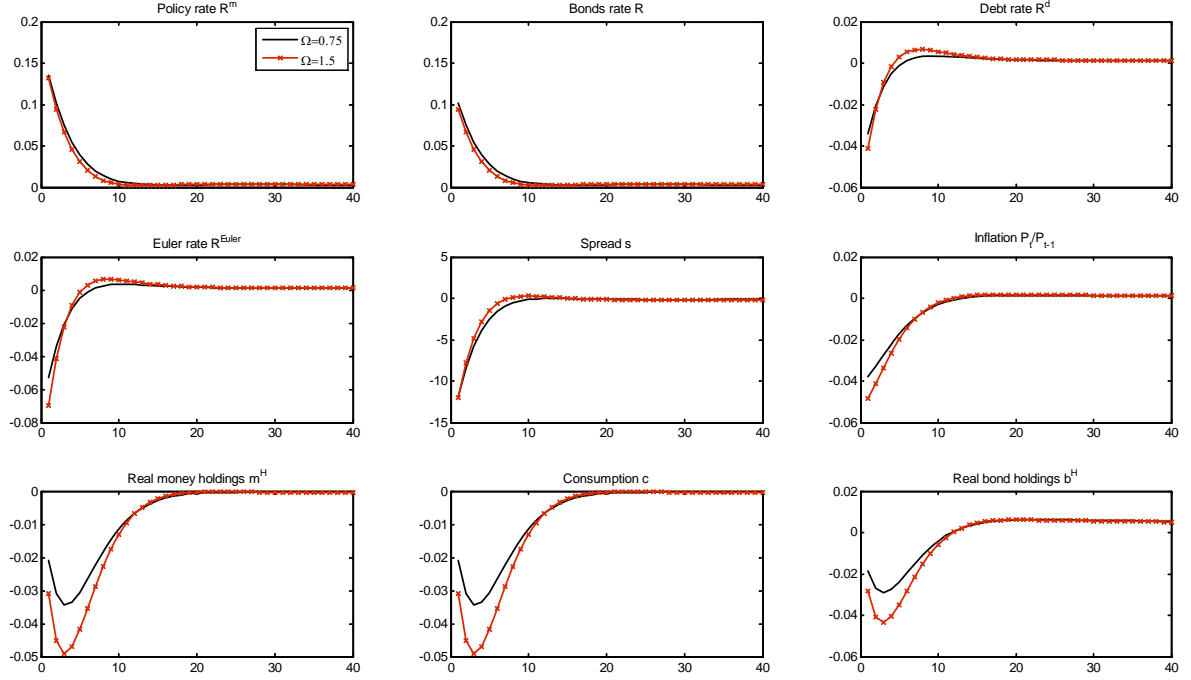 Policy rate R^m
Bonds rate R
Debt rate R^d
0.2
0.15
0.1
0.05
0
0 10 20 30 40
Ω=0.75
Ω=1.5
0.2
0.15
0.1
0.05
0
0 10 20 30 40
0.02
0
-0.02
-0.04
-0.06
0 10 20 30 40
Euler rate R^Euler
Spread s
Inflation P_t/P_t-1
0.02
0
-0.02
-0.04
-0.06
-0.08
0 10 20 30 40
5
0
-5
-10
-15
0 10 20 30 40
0.02
0
-0.02
-0.04
-0.06
0 10 20 30 40
Real money holdings m^H
Consumption c
Real bond holdings b^H
0
-0.01
-0.02
-0.03
-0.04
-0.05
0 10 20 30 40
0
-0.01
-0.02
-0.03
-0.04
-0.05
0 10 20 30 40
0.02
0
-0.02
-0.04
-0.06
0 10 20 30 40